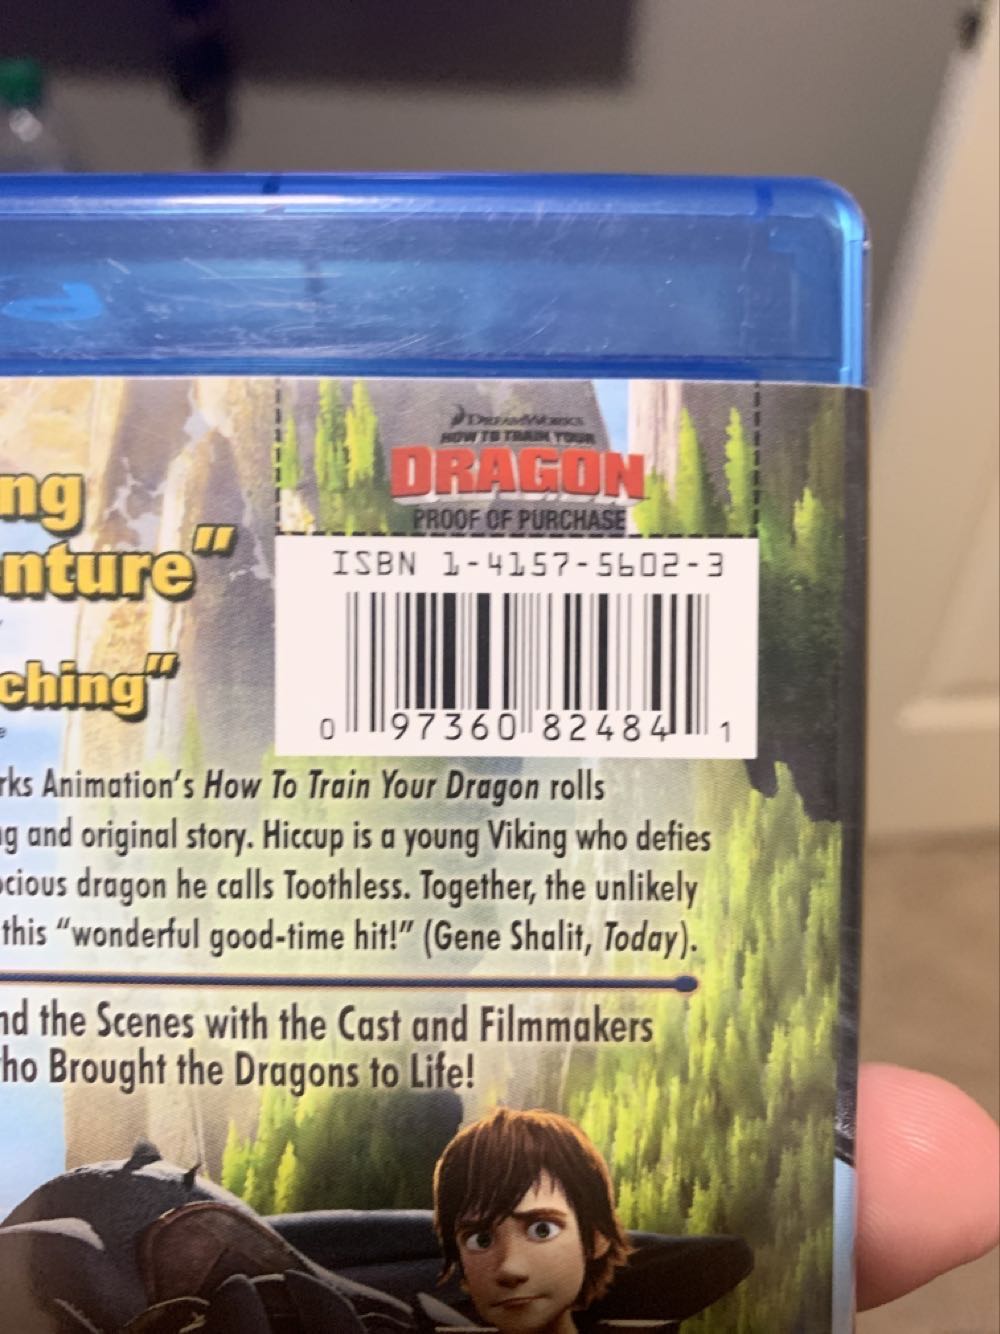 DREAMWORKS
HOW TO TRAIN YOUR
DRAGON
PROOF OF PURCHASE
ISBN 1-4157-5602-3
0 97360 82484 1
ng
nture"
ching"
e
rks Animation's How To Train Your Dragon rolls
g and original story. Hiccup is a young Viking who defies
ocious dragon he calls Toothless. Together, the unlikely
this "wonderful good-time hit!" (Gene Shalit, Today).
nd the Scenes with the Cast and Filmmakers
ho Brought the Dragons to Life!